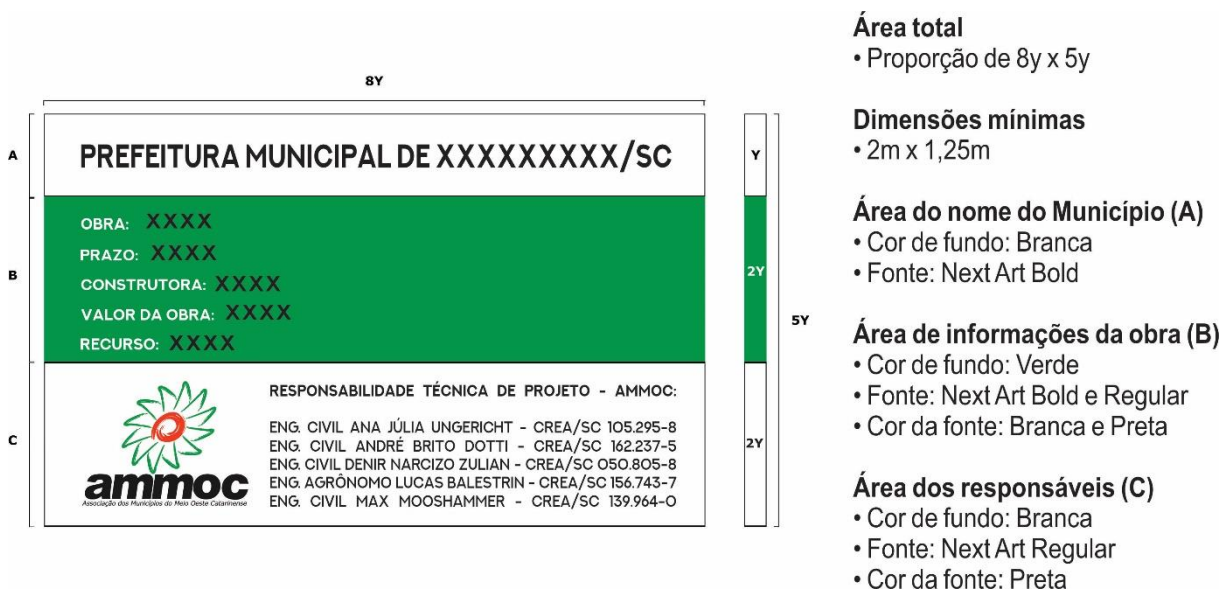 8Y
A
PREFEITURA MUNICIPAL DE XXXXXXXXX/SC
Y
B
OBRA: XXXX
PRAZO: XXXX
CONSTRUTORA: XXXX
VALOR DA OBRA: XXXX
RECURSO: XXXX
2Y
5Y
C
ammoc
Associação dos Municípios do Meio Oeste Catarinense
RESPONSABILIDADE TÉCNICA DE PROJETO - AMMOC:
ENG. CIVIL ANA JÚLIA UNGERICHT - CREA/SC 105.295-8
ENG. CIVIL ANDRÉ BRITO DOTTI - CREA/SC 162.237-5
ENG. CIVIL DENIR NARCIZO ZULIAN - CREA/SC 050.805-8
ENG. AGRÔNOMO LUCAS BALESTRIN - CREA/SC 156.743-7
ENG. CIVIL MAX MOOSHAMMER - CREA/SC 139.964-0
2Y
Área total
• Proporção de 8y x 5y
Dimensões mínimas
• 2m x 1,25m
Área do nome do Município (A)
• Cor de fundo: Branca
• Fonte: Next Art Bold
Área de informações da obra (B)
• Cor de fundo: Verde
• Fonte: Next Art Bold e Regular
• Cor da fonte: Branca e Preta
Área dos responsáveis (C)
• Cor de fundo: Branca
• Fonte: Next Art Regular
• Cor da fonte: Preta